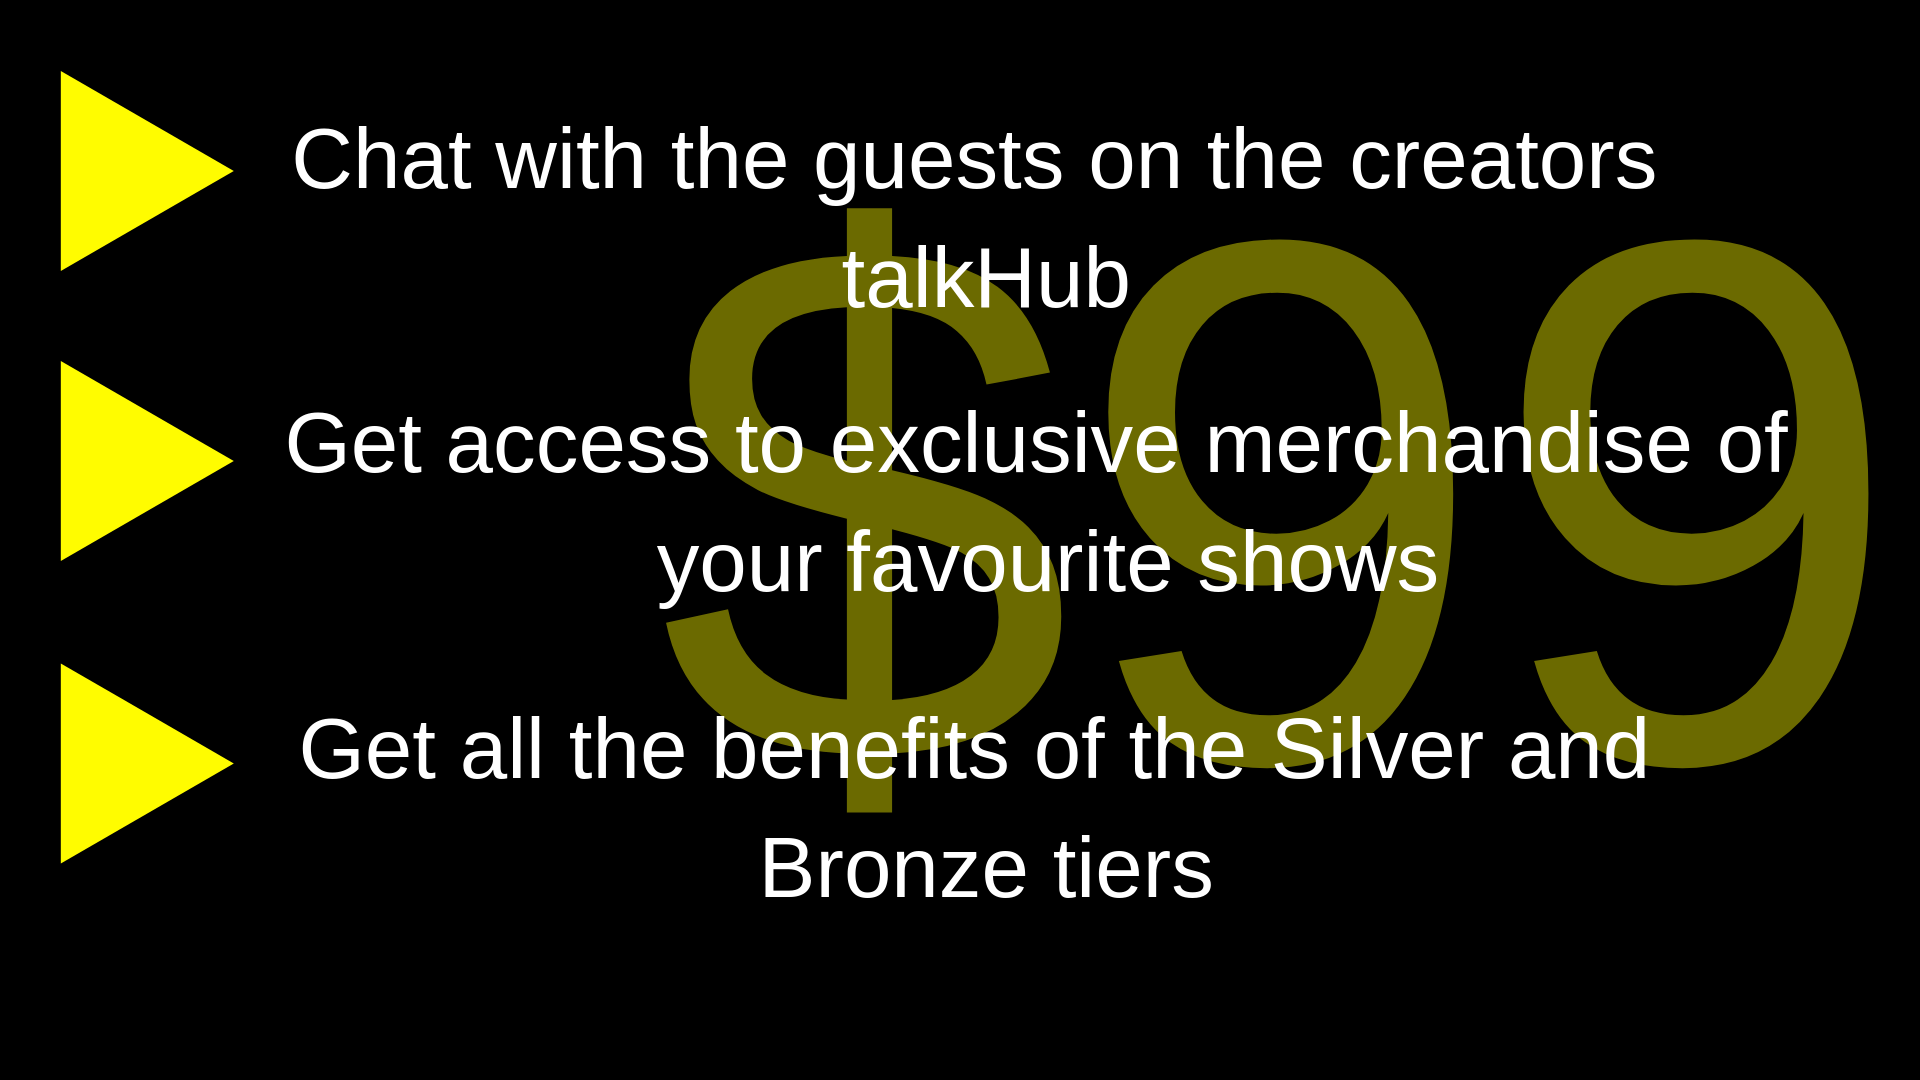 Chat with the guests on the creators
talkHub
$99
Get access to exclusive merchandise of
your favourite shows
Get all the benefits of the Silver and
Bronze tiers